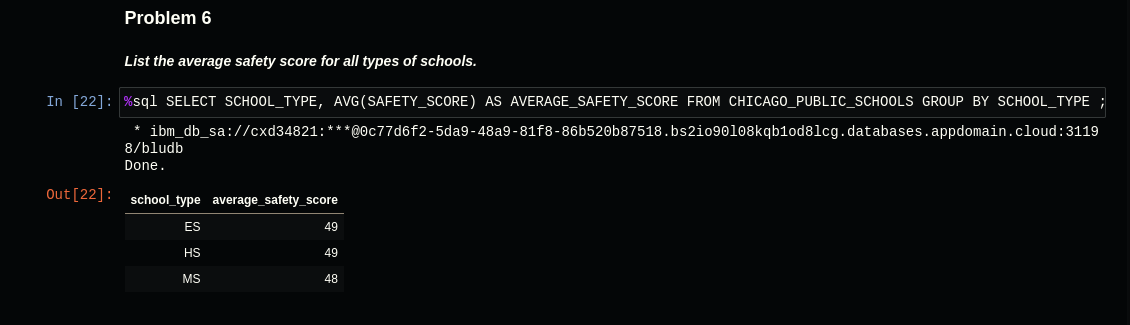 Problem 6
List the average safety score for all types of schools.
In [22]: %sql SELECT SCHOOL_TYPE, AVG(SAFETY_SCORE) AS AVERAGE_SAFETY_SCORE FROM CHICAGO_PUBLIC_SCHOOLS GROUP BY SCHOOL_TYPE ;
* ibm_db_sa://cxd34821:***@0c77d6f2-5da9-48a9-81f8-86b520b87518.bs2io90l08kqb1od8lcg.databases.appdomain.cloud:3119
8/bludb
Done.
Out[22]:
school_type average_safety_score
ES 49
HS 49
MS 48